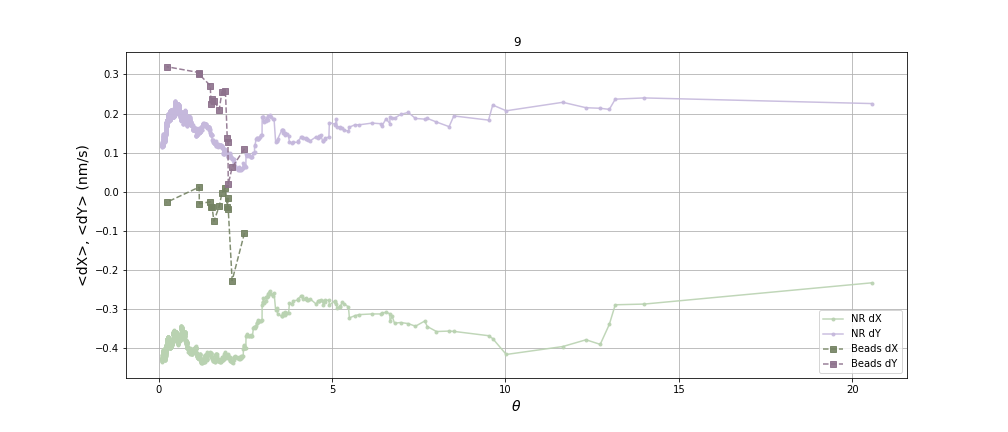 9
<dX>, <dY> (nm/s)
0.3
0.2
0.1
0.0
−0.1
−0.2
−0.3
−0.4
0 5 10 15 20
θ
NR dX
NR dY
Beads dX
Beads dY